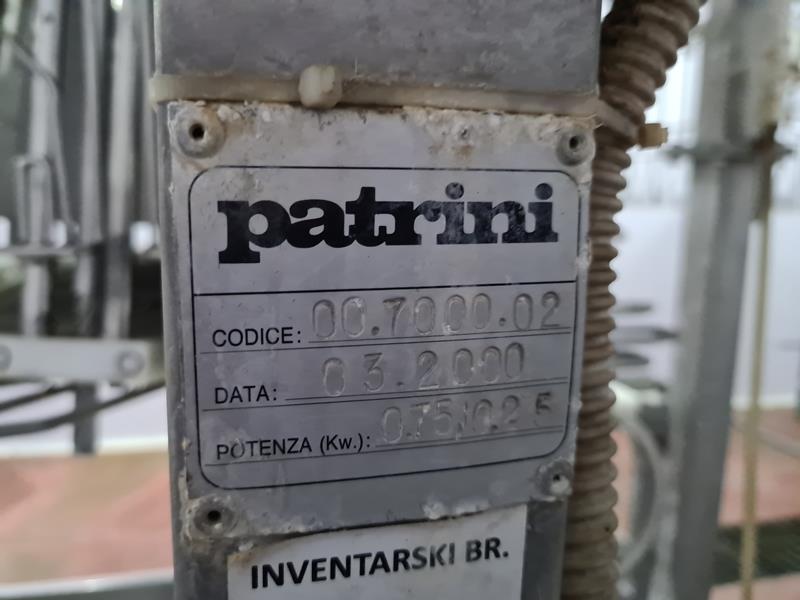 patrini
CODICE: 00.7000.02
DATA: 03.2000
POTENZA (Kw.): 0.75/0.25
INVENTARSKI BR.